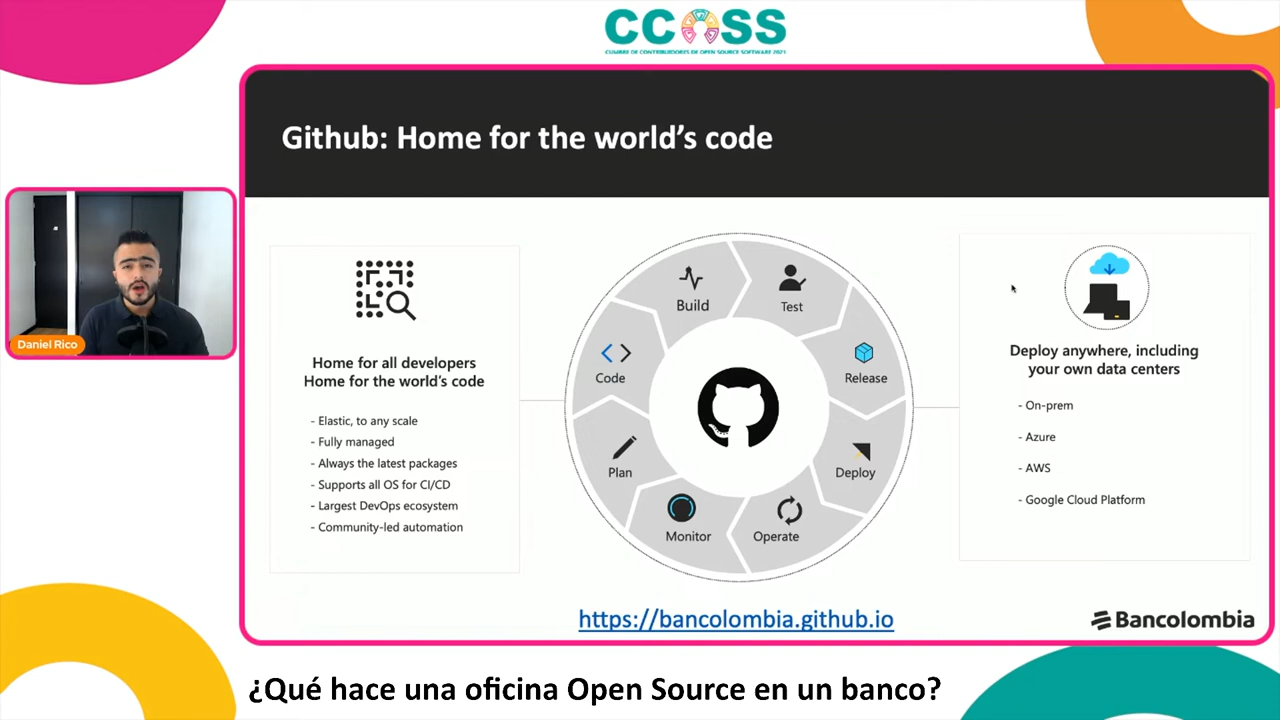 CCOSS
CUMBRE DE CONTRIBUIDORES DE OPEN SOURCE SOFTWARE 2021
Github: Home for the world's code
Daniel Rico
Home for all developers
Home for the world's code
- Elastic, to any scale
- Fully managed
- Always the latest packages
- Supports all OS for CI/CD
- Largest DevOps ecosystem
- Community-led automation
Build
Test
Code
Release
Plan
Deploy
Monitor
Operate
Deploy anywhere, including
your own data centers
- On-prem
- Azure
- AWS
- Google Cloud Platform
https://bancolombia.github.io
Bancolombia
¿Qué hace una oficina Open Source en un banco?